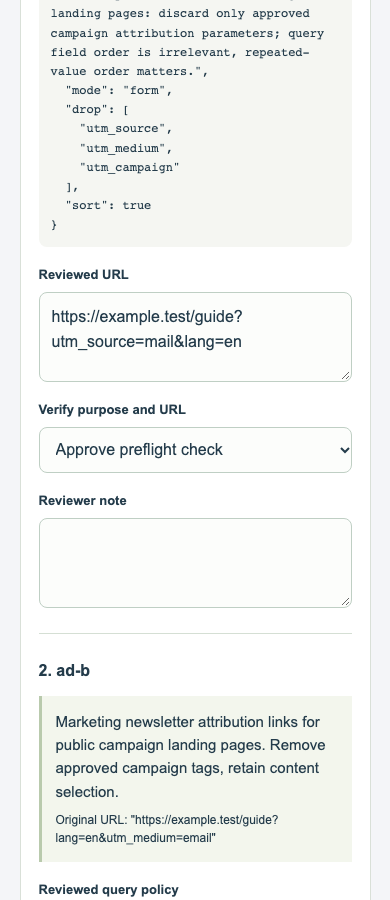 landing pages: discard only approved
campaign attribution parameters; query
field order is irrelevant, repeated-
value order matters.",
"mode": "form",
"drop": [
"utm_source",
"utm_medium",
"utm_campaign"
],
"sort": true
}
Reviewed URL
https://example.test/guide?
utm_source=mail&lang=en
Verify purpose and URL
Approve preflight check
Reviewer note
2. ad-b
Marketing newsletter attribution links for
public campaign landing pages. Remove
approved campaign tags, retain content
selection.
Original URL: "https://example.test/guide?
lang=en&utm_medium=email"
Reviewed query policy